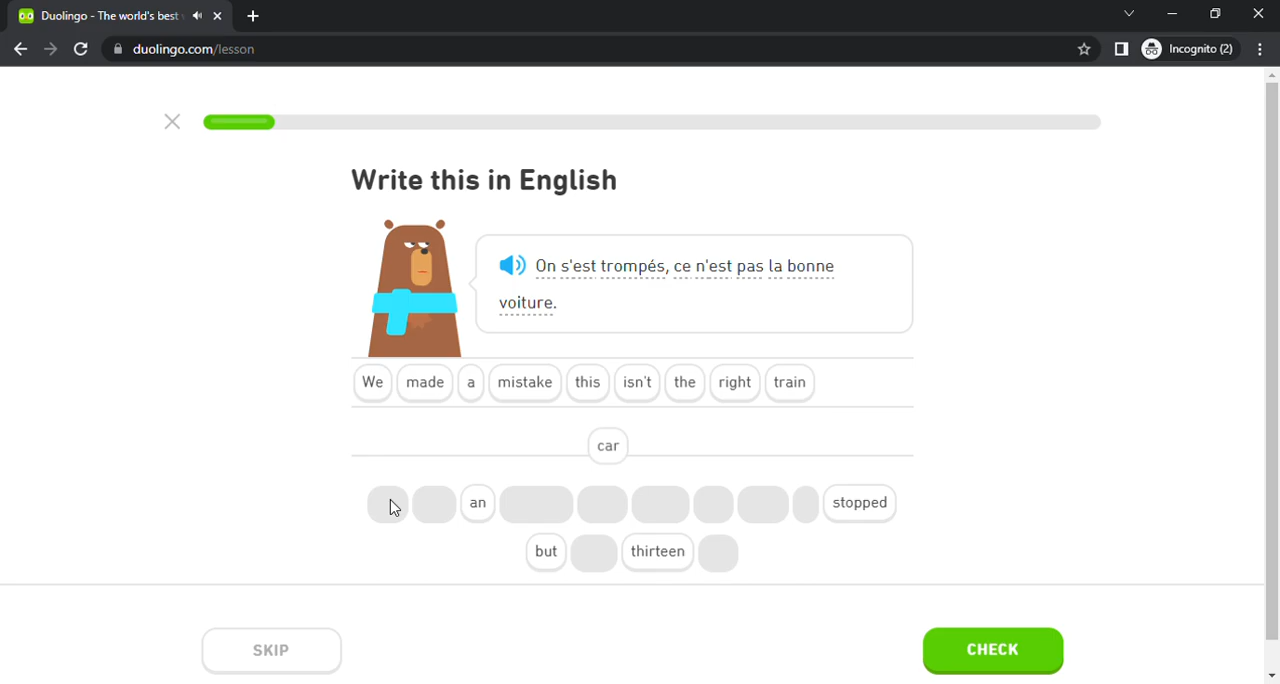 Duolingo - The world's best
duolingo.com/lesson
Incognito (2)
Write this in English
On s'est trompés, ce n'est pas la bonne
voiture.
We made a mistake this isn't the right train
car
an stopped
but thirteen
SKIP CHECK